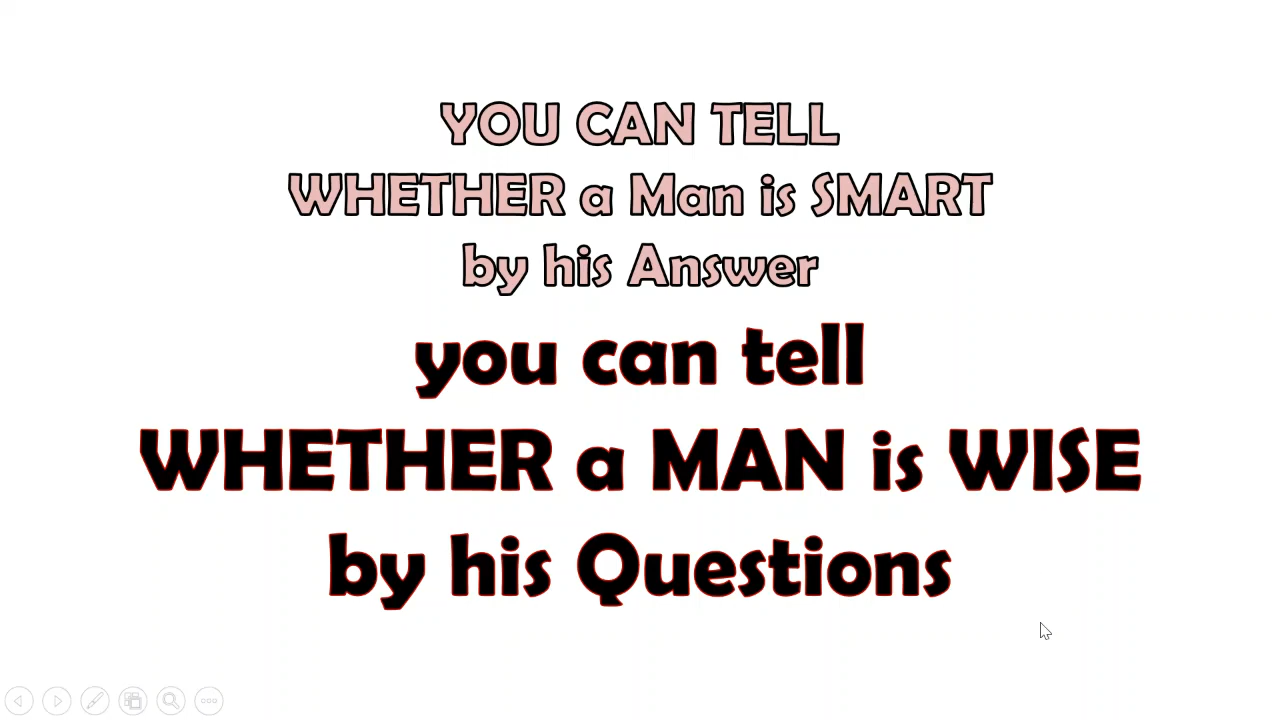 YOU CAN TELL
WHETHER a Man is SMART
by his Answer
you can tell
WHETHER a MAN is WISE
by his Questions